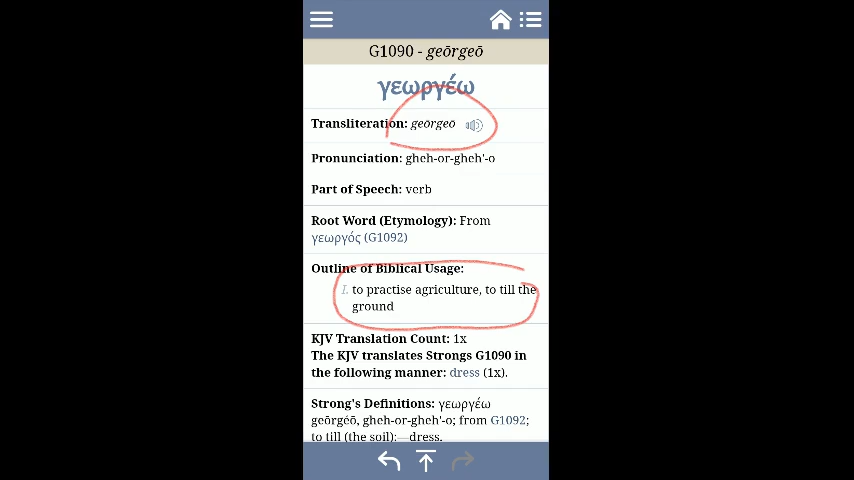 G1090 - geōrgeō
γεωργέω
Transliteration: geōrgeō
Pronunciation: gheh-or-gheh'-o
Part of Speech: verb
Root Word (Etymology): From
γεωργός (G1092)
Outline of Biblical Usage:
I. to practise agriculture, to till the
ground
KJV Translation Count: 1x
The KJV translates Strongs G1090 in
the following manner: dress (1x).
Strong's Definitions: γεωργέω
geōrgéō, gheh-or-gheh'-o; from G1092;
to till (the soil):—dress.